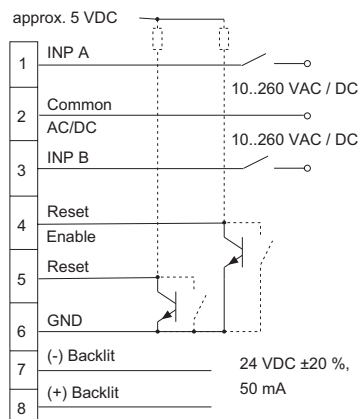 approx. 5 VDC
1 INP A
10..260 VAC / DC
2 Common
AC/DC
10..260 VAC / DC
3 INP B
4 Reset
Enable
5 Reset
6 GND
7 (-) Backlit
24 VDC ±20 %,
50 mA
8 (+) Backlit